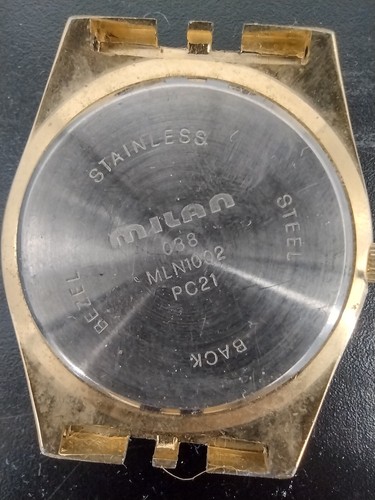 STAINLESS
STEEL
BACK
BEZEL
MILAN
038
MLN1002
PC21